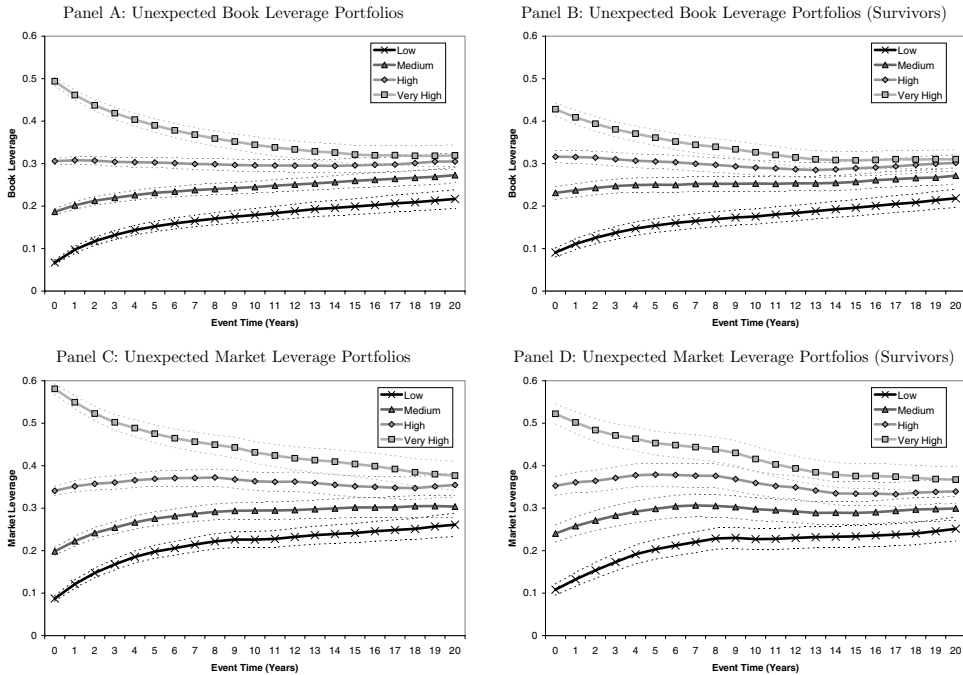 Panel A: Unexpected Book Leverage Portfolios
0.6
0.5
0.4
0.3
0.2
0.1
0
Book Leverage
Low
Medium
High
Very High
0 1 2 3 4 5 6 7 8 9 10 11 12 13 14 15 16 17 18 19 20
Event Time (Years)
Panel B: Unexpected Book Leverage Portfolios (Survivors)
0.6
0.5
0.4
0.3
0.2
0.1
0
Book Leverage
Low
Medium
High
Very High
0 1 2 3 4 5 6 7 8 9 10 11 12 13 14 15 16 17 18 19 20
Event Time (Years)
Panel C: Unexpected Market Leverage Portfolios
0.6
0.5
0.4
0.3
0.2
0.1
0
Market Leverage
Low
Medium
High
Very High
0 1 2 3 4 5 6 7 8 9 10 11 12 13 14 15 16 17 18 19 20
Event Time (Years)
Panel D: Unexpected Market Leverage Portfolios (Survivors)
0.6
0.5
0.4
0.3
0.2
0.1
0
Market Leverage
Low
Medium
High
Very High
0 1 2 3 4 5 6 7 8 9 10 11 12 13 14 15 16 17 18 19 20
Event Time (Years)